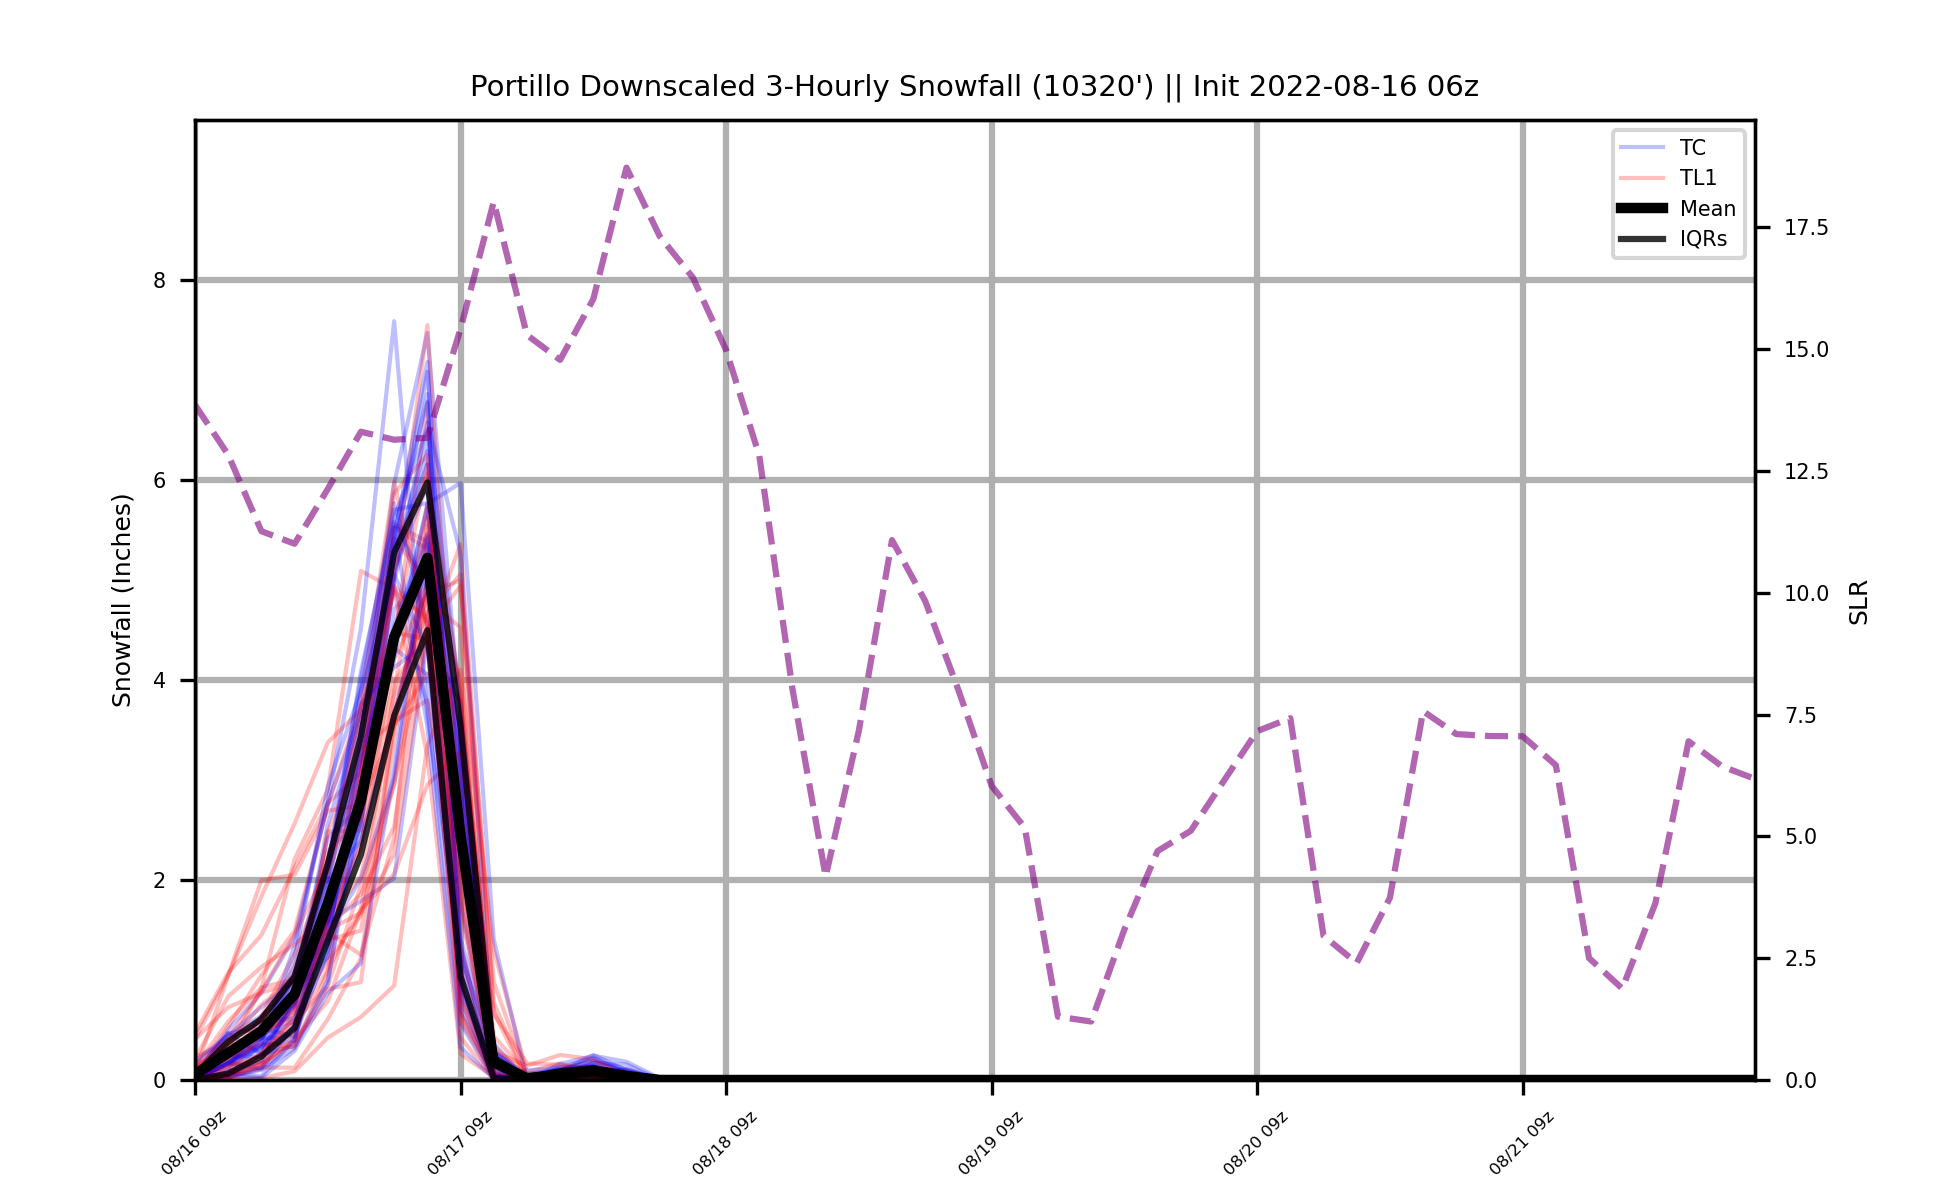 Portillo Downscaled 3-Hourly Snowfall (10320') || Init 2022-08-16 06z
TC
TL1
Mean
IQRs
Snowfall (Inches)
8
6
4
2
0
17.5
15.0
12.5
10.0
7.5
5.0
2.5
0.0
SLR
08/16 09z
08/17 09z
08/18 09z
08/19 09z
08/20 09z
08/21 09z